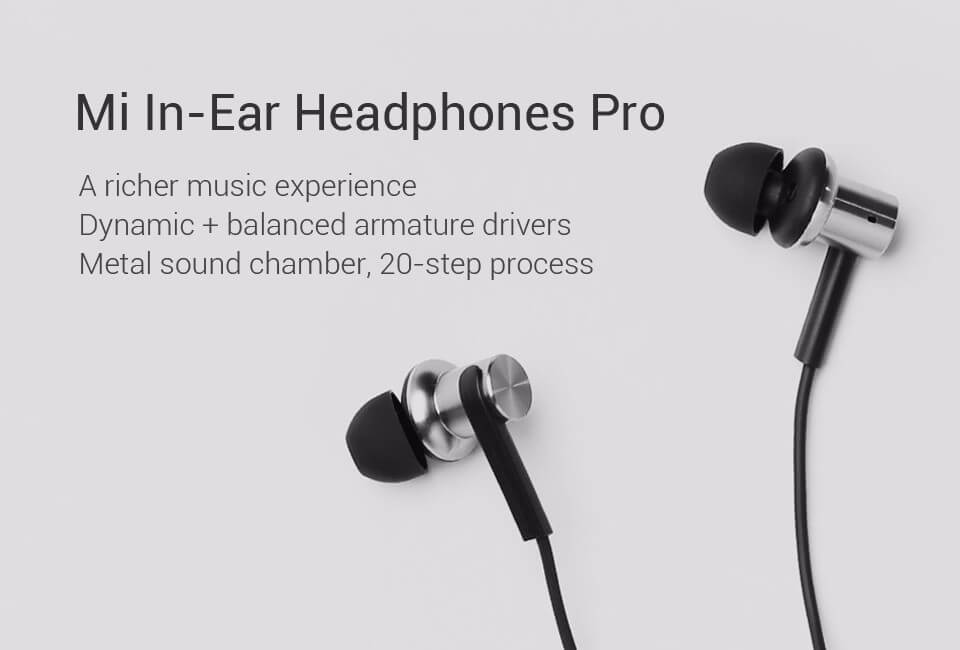 Mi In-Ear Headphones Pro
A richer music experience
Dynamic + balanced armature drivers
Metal sound chamber, 20-step process